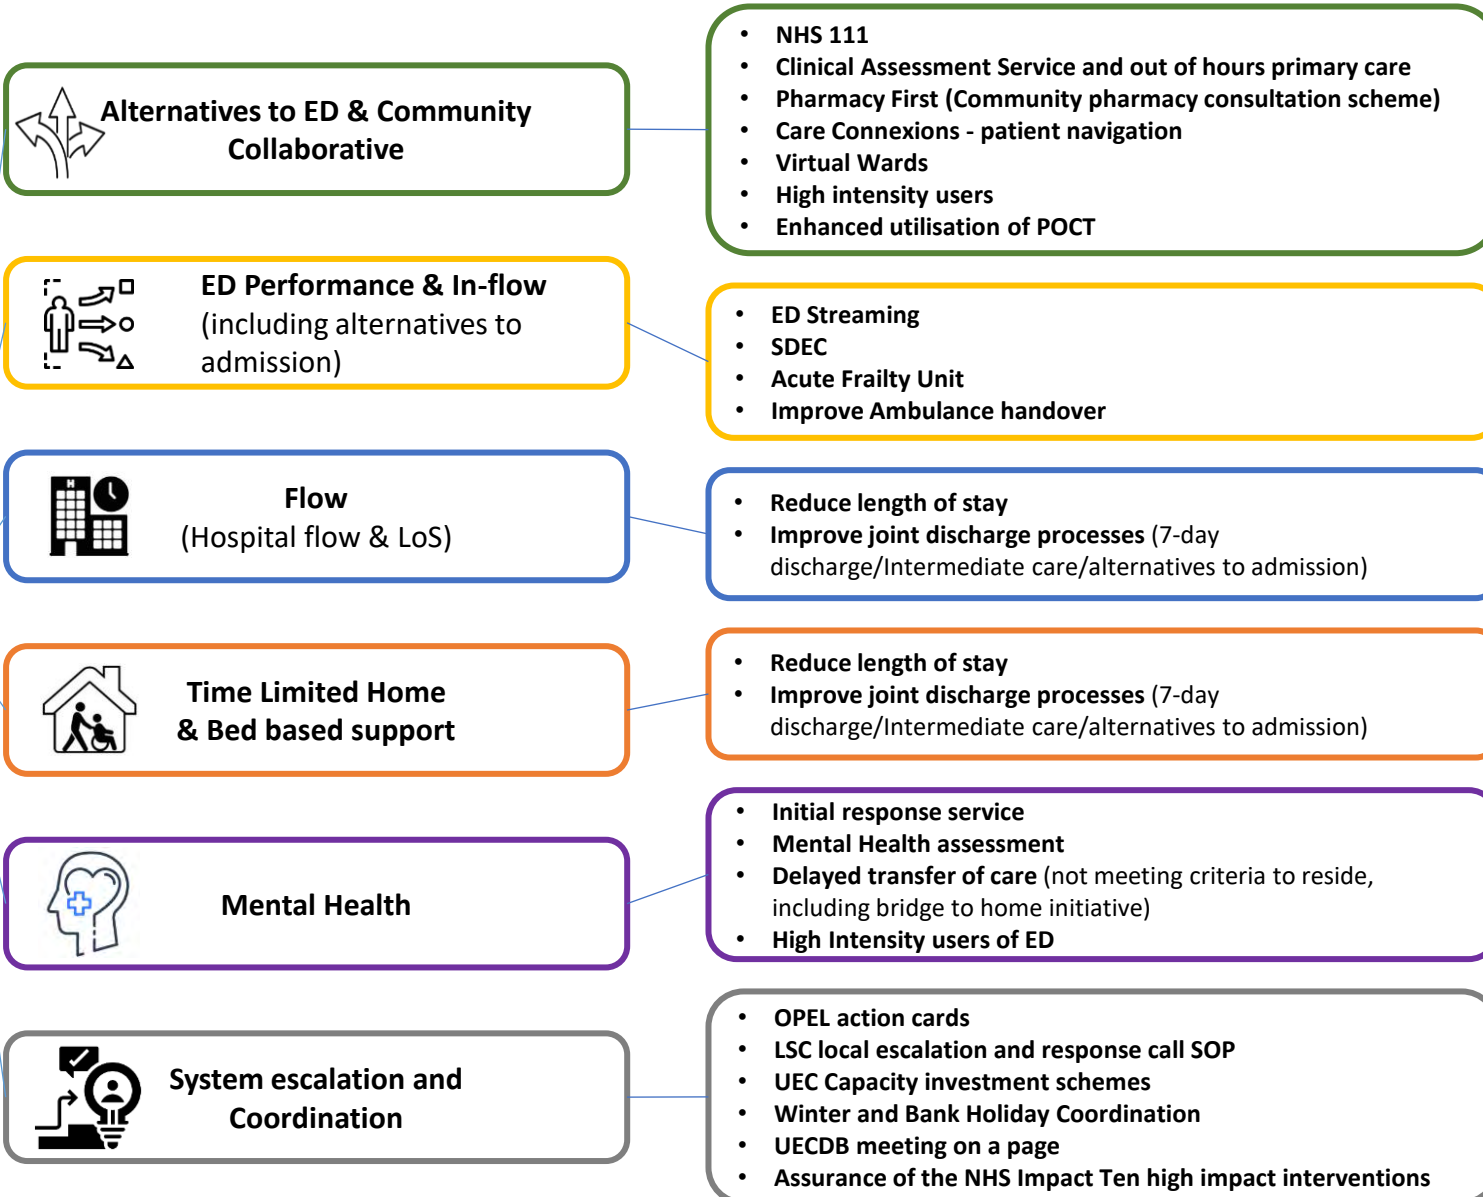 Alternatives to ED & Community
Collaborative
• NHS 111
• Clinical Assessment Service and out of hours primary care
• Pharmacy First (Community pharmacy consultation scheme)
• Care Connexions - patient navigation
• Virtual Wards
• High intensity users
• Enhanced utilisation of POCT
ED Performance & In-flow
(including alternatives to
admission)
• ED Streaming
• SDEC
• Acute Frailty Unit
• Improve Ambulance handover
Flow
(Hospital flow & LoS)
• Reduce length of stay
• Improve joint discharge processes (7-day
discharge/Intermediate care/alternatives to admission)
Time Limited Home
& Bed based support
• Reduce length of stay
• Improve joint discharge processes (7-day
discharge/Intermediate care/alternatives to admission)
Mental Health
• Initial response service
• Mental Health assessment
• Delayed transfer of care (not meeting criteria to reside,
including bridge to home initiative)
• High Intensity users of ED
System escalation and
Coordination
• OPEL action cards
• LSC local escalation and response call SOP
• UEC Capacity investment schemes
• Winter and Bank Holiday Coordination
• UECDB meeting on a page
• Assurance of the NHS Impact Ten high impact interventions